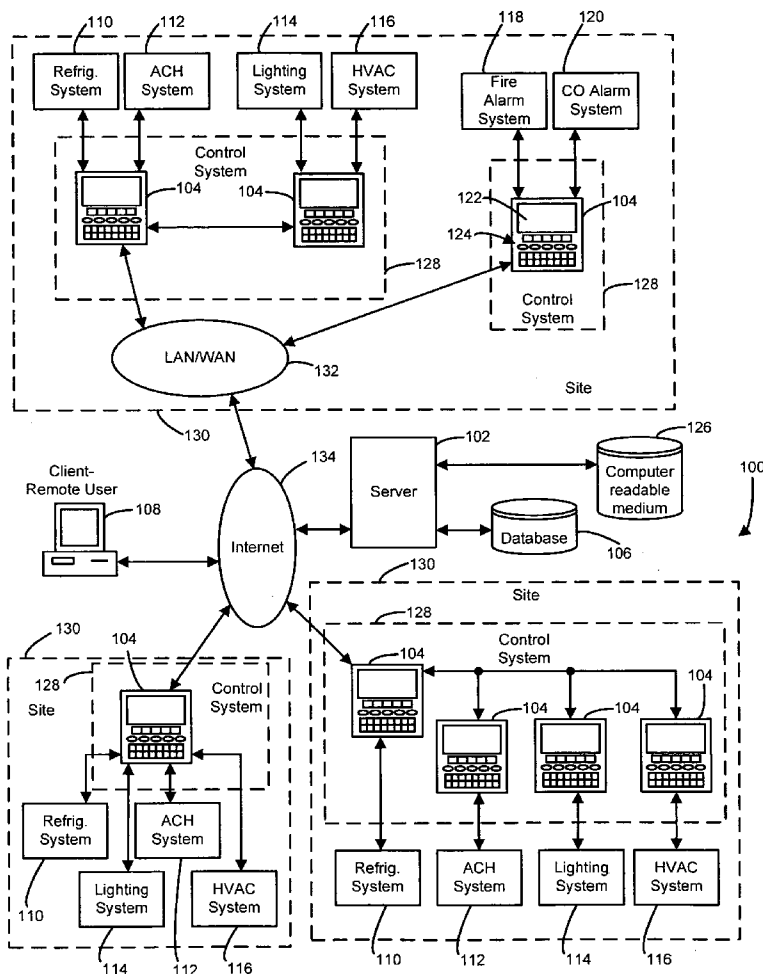 110
112
114
116
118
120
Refrig.
System
ACH
System
Lighting
System
HVAC
System
Fire
Alarm
System
CO Alarm
System
Control
System
104
104
122
104
124
128
Control
System
128
LAN/WAN
132
Site
130
134
102
126
Client-
Remote User
108
Server
Computer
readable
medium
100
Internet
Database
106
130
Site
130
104
128
Control
System
Site
128
Control
System
104
104
104
104
Refrig.
System
ACH
System
Lighting
System
HVAC
System
110
114
112
116
Refrig.
System
ACH
System
Lighting
System
HVAC
System
110
112
114
116